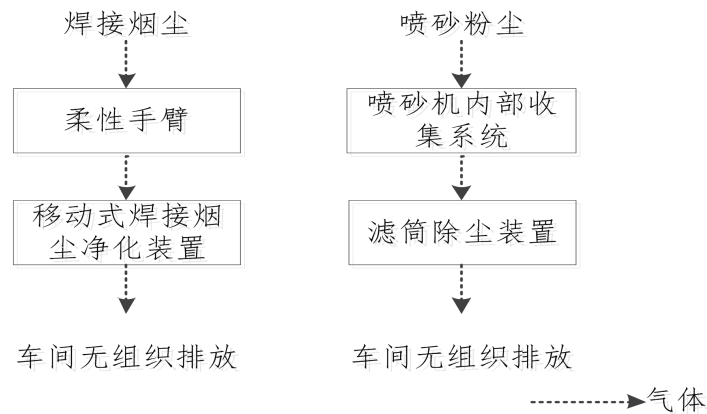 焊接烟尘
柔性手臂
移动式焊接烟
尘净化装置
车间无组织排放
喷砂粉尘
喷砂机内部收
集系统
滤筒除尘装置
车间无组织排放
气体